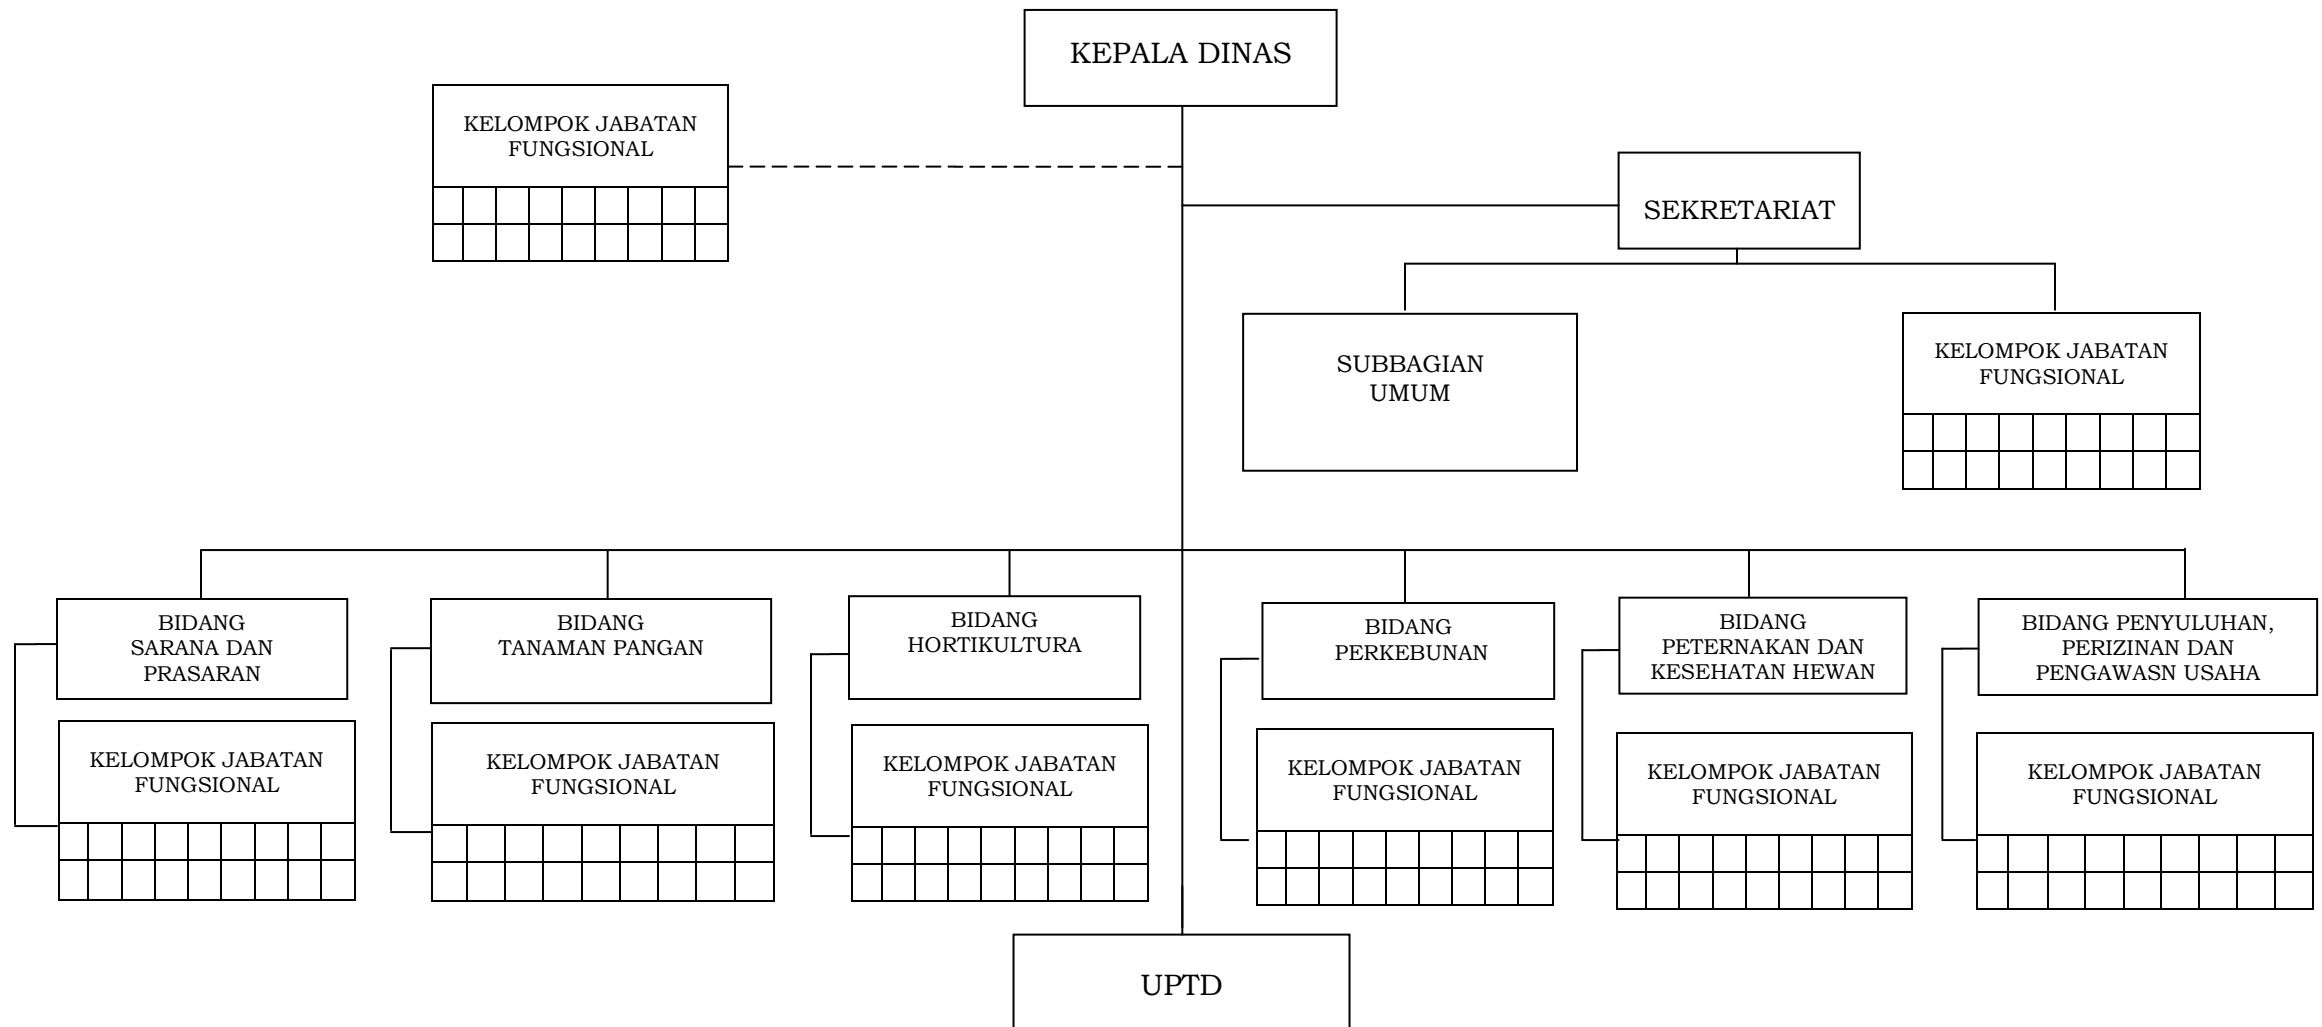 KEPALA DINAS
KELOMPOK JABATAN
FUNGSIONAL
SEKRETARIAT
SUBBAGIAN
UMUM
KELOMPOK JABATAN
FUNGSIONAL
BIDANG
SARANA DAN
PRASARAN
BIDANG
TANAMAN PANGAN
BIDANG
HORTIKULTURA
BIDANG
PERKEBUNAN
BIDANG
PETERNAKAN DAN
KESEHATAN HEWAN
BIDANG PENYULUHAN,
PERIZINAN DAN
PENGAWASN USAHA
KELOMPOK JABATAN
FUNGSIONAL
KELOMPOK JABATAN
FUNGSIONAL
KELOMPOK JABATAN
FUNGSIONAL
KELOMPOK JABATAN
FUNGSIONAL
KELOMPOK JABATAN
FUNGSIONAL
KELOMPOK JABATAN
FUNGSIONAL
UPTD